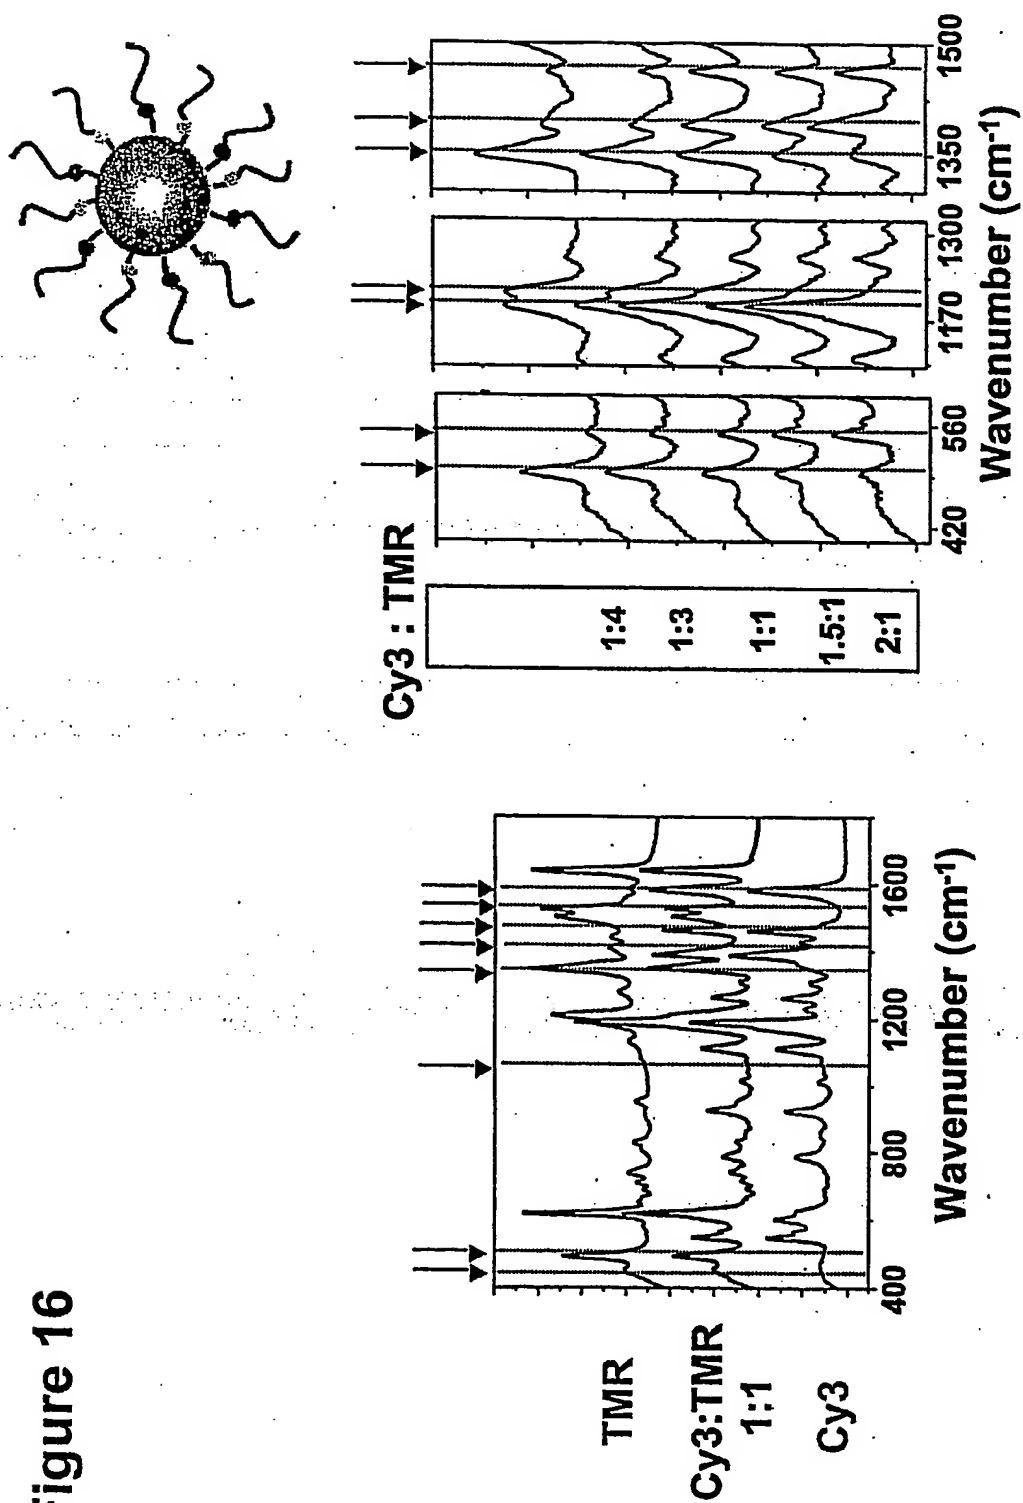 Figure 16
TMR
Cy3:TMR
1:1
Cy3
400 800 1200 1600
Wavenumber (cm-1)
Cy3 : TMR
1:4
1:3
1:1
1.5:1
2:1
420 560
1170 1300
1350 1500
Wavenumber (cm-1)